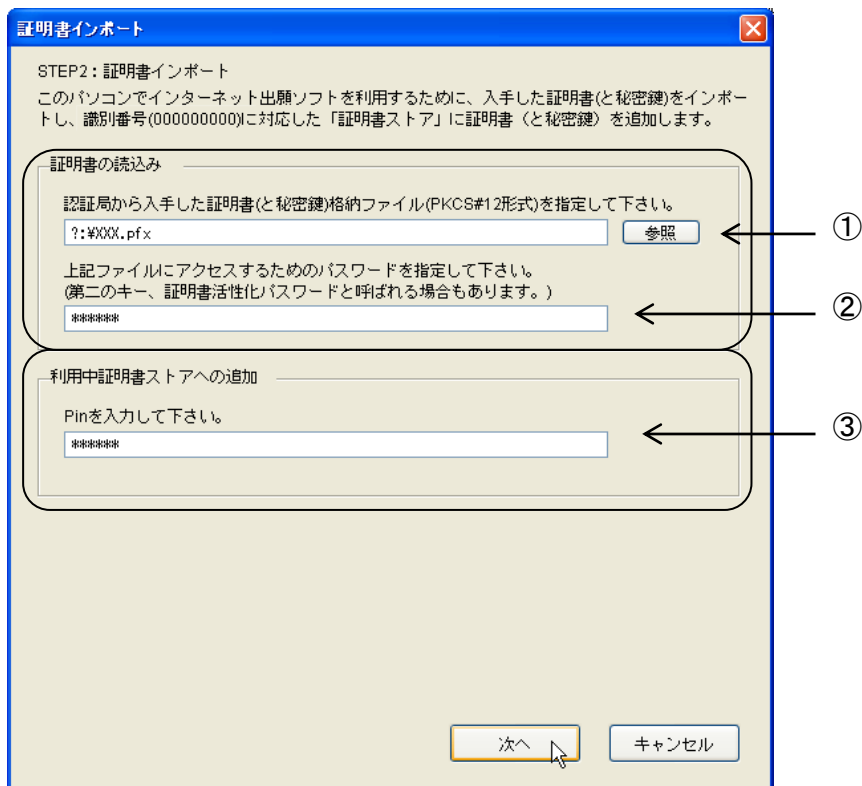 証明書インポート
STEP2：証明書インポート
このパソコンでインターネット出願ソフトを利用するために、入手した証明書(と秘密鍵)をインポー
トし、識別番号(000000000)に対応した「証明書ストア」に証明書（と秘密鍵）を追加します。
証明書の読込み
認証局から入手した証明書(と秘密鍵)格納ファイル(PKCS#12形式)を指定して下さい。
?:¥XXX.pfx 参照 ①
上記ファイルにアクセスするためのパスワードを指定して下さい。
(第二のキー、証明書活性化パスワードと呼ばれる場合もあります。)
****** ②
利用中証明書ストアへの追加
Pinを入力して下さい。
****** ③
次へ キャンセル